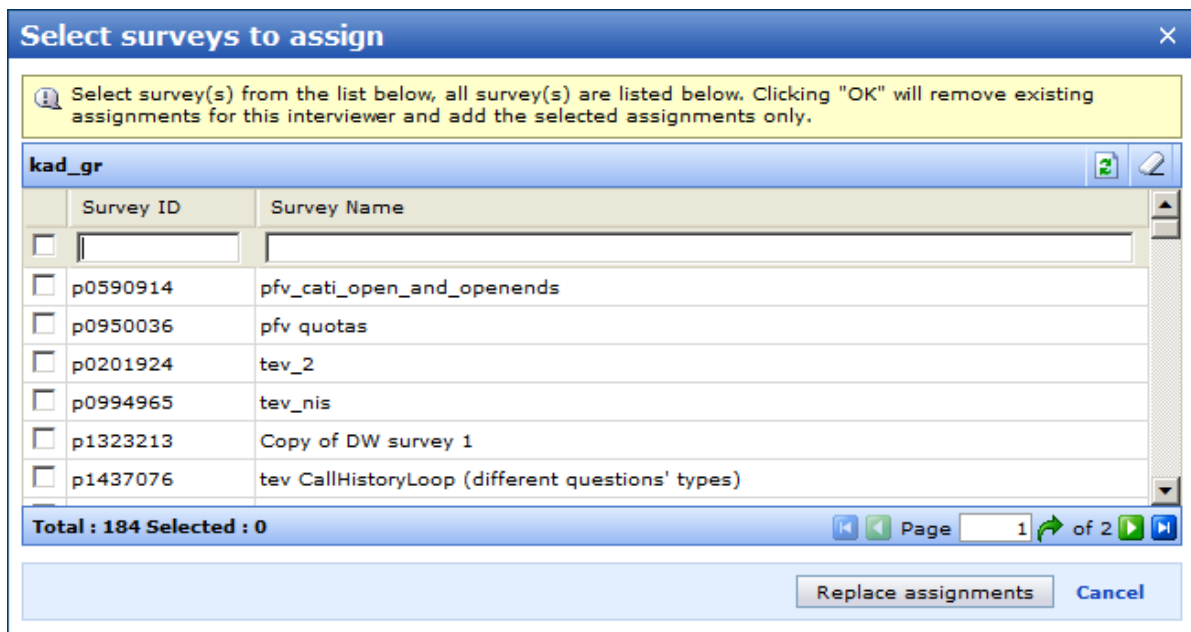 Select surveys to assign
Select survey(s) from the list below, all survey(s) are listed below. Clicking "OK" will remove existing
assignments for this interviewer and add the selected assignments only.
kad_gr
Survey ID Survey Name
p0590914 pfv_cati_open_and_openends
p0950036 pfv quotas
p0201924 tev_2
p0994965 tev_nis
p1323213 Copy of DW survey 1
p1437076 tev CallHistoryLoop (different questions' types)
Total : 184 Selected : 0 Page 1 of 2
Replace assignments Cancel